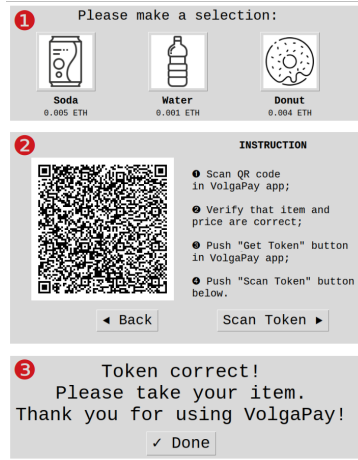 1
Please make a selection:
Soda Water Donut
0.005 ETH 0.001 ETH 0.004 ETH
2
INSTRUCTION
❶ Scan QR code
in VolgaPay app;
❷ Verify that item and
price are correct;
❸ Push "Get Token" button
in VolgaPay app;
❹ Push "Scan Token" button
below.
◄ Back
Scan Token ►
3
Token correct!
Please take your item.
Thank you for using VolgaPay!
✓ Done